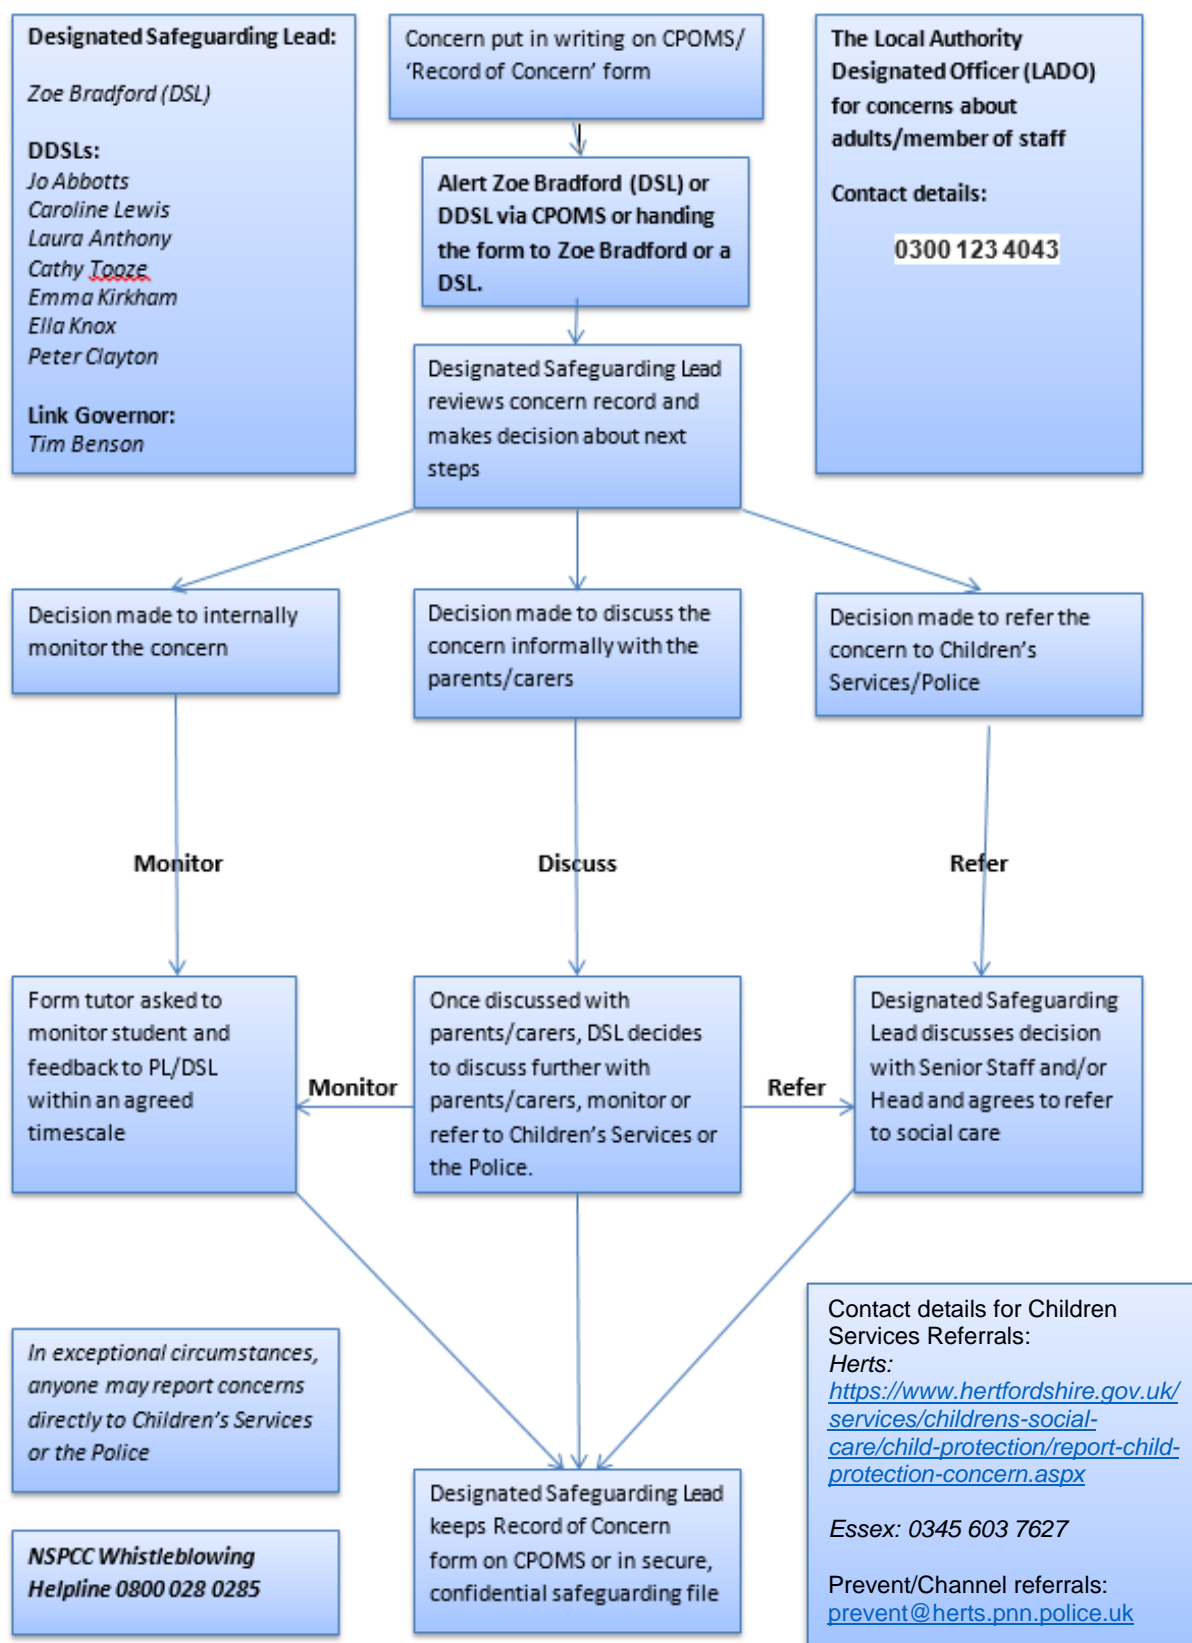 Designated Safeguarding Lead:
Zoe Bradford (DSL)
DDSLs:
Jo Abbotts
Caroline Lewis
Laura Anthony
Cathy Tooze
Emma Kirkham
Ella Knox
Peter Clayton
Link Governor:
Tim Benson
Concern put in writing on CPOMS/
‘Record of Concern’ form
Alert Zoe Bradford (DSL) or
DDSL via CPOMS or handing
the form to Zoe Bradford or a
DSL.
Designated Safeguarding Lead
reviews concern record and
makes decision about next
steps
The Local Authority
Designated Officer (LADO)
for concerns about
adults/member of staff
Contact details:
0300 123 4043
Decision made to internally
monitor the concern
Decision made to discuss the
concern informally with the
parents/carers
Decision made to refer the
concern to Children’s
Services/Police
Monitor
Discuss
Refer
Form tutor asked to
monitor student and
feedback to PL/DSL
within an agreed
timescale
Monitor
Once discussed with
parents/carers, DSL decides
to discuss further with
parents/carers, monitor or
refer to Children’s Services or
the Police.
Refer
Designated Safeguarding
Lead discusses decision
with Senior Staff and/or
Head and agrees to refer
to social care
In exceptional circumstances,
anyone may report concerns
directly to Children’s Services
or the Police
NSPCC Whistleblowing
Helpline 0800 028 0285
Designated Safeguarding Lead
keeps Record of Concern
form on CPOMS or in secure,
confidential safeguarding file
Contact details for Children
Services Referrals:
Herts:
https://www.hertfordshire.gov.uk/
services/childrens-social-
care/child-protection/report-child-
protection-concern.aspx
Essex: 0345 603 7627
Prevent/Channel referrals:
prevent@herts.pnn.police.uk